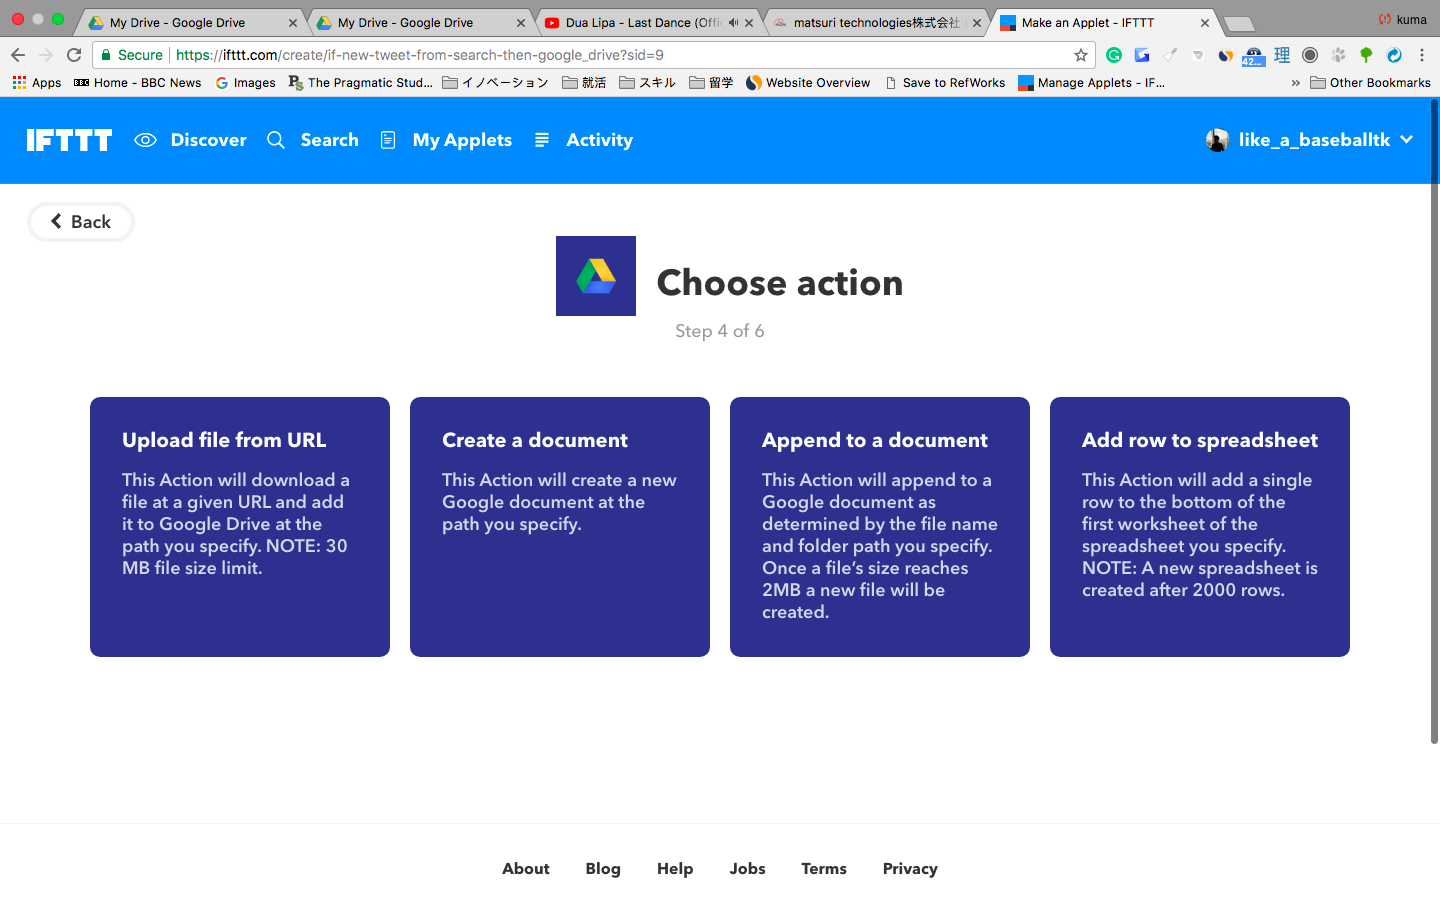 My Drive - Google Drive
My Drive - Google Drive
Dua Lipa - Last Dance (Offic
matsuri technologies株式会社
Make an Applet - IFTTT
kuma
Secure
https://ifttt.com/create/if-new-tweet-from-search-then-google_drive?sid=9
42...
理
Apps
BBC
Home - BBC News
Images
The Pragmatic Stud...
イノベーション
就活
スキル
留学
Website Overview
Save to RefWorks
Manage Applets - IF...
»
Other Bookmarks
IFTTT
Discover
Search
My Applets
Activity
like_a_baseballtk
Back
Choose action
Step 4 of 6
Upload file from URL
This Action will download a
file at a given URL and add
it to Google Drive at the
path you specify. NOTE: 30
MB file size limit.
Create a document
This Action will create a new
Google document at the
path you specify.
Append to a document
This Action will append to a
Google document as
determined by the file name
and folder path you specify.
Once a file’s size reaches
2MB a new file will be
created.
Add row to spreadsheet
This Action will add a single
row to the bottom of the
first worksheet of the
spreadsheet you specify.
NOTE: A new spreadsheet is
created after 2000 rows.
About
Blog
Help
Jobs
Terms
Privacy